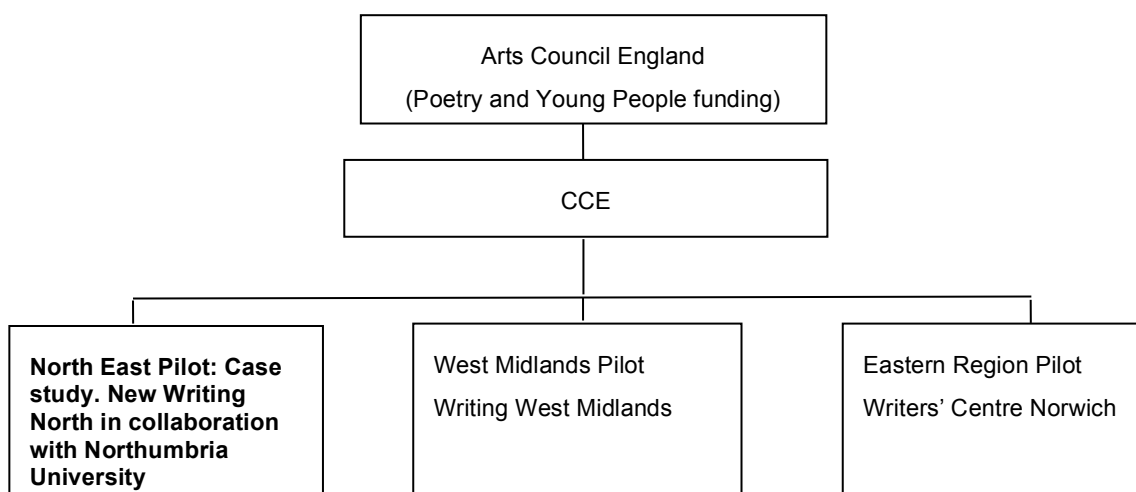 Arts Council England
(Poetry and Young People funding)
CCE
North East Pilot: Case
study. New Writing
North in collaboration
with Northumbria
University
West Midlands Pilot
Writing West Midlands
Eastern Region Pilot
Writers’ Centre Norwich